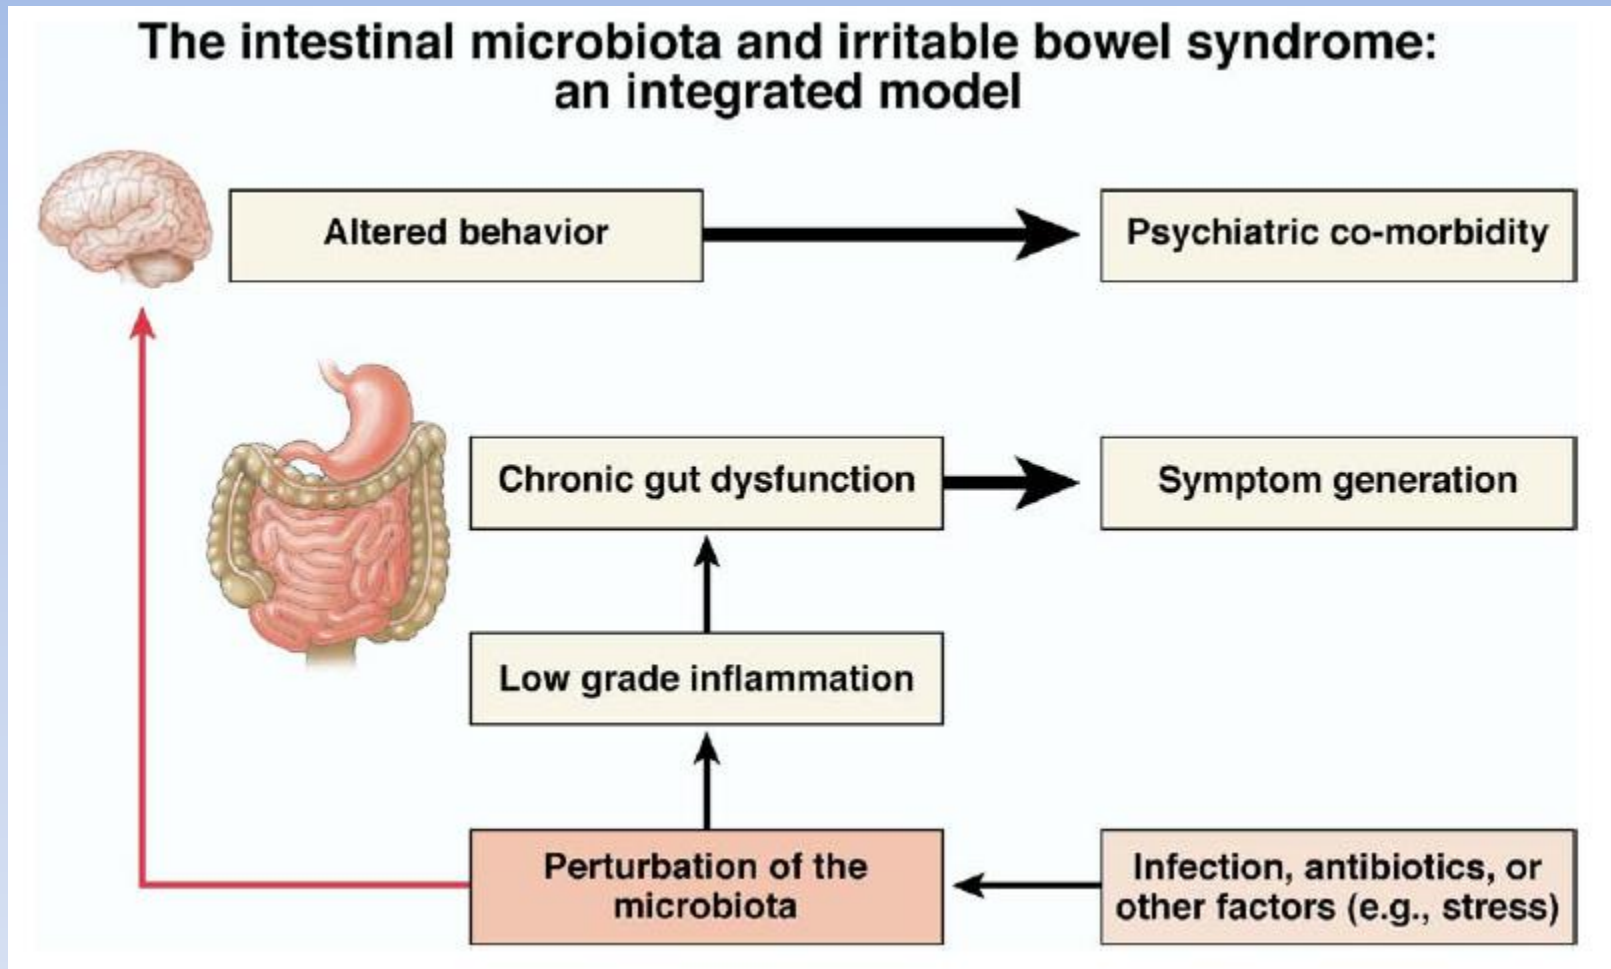 The intestinal microbiota and irritable bowel syndrome:
an integrated model
Altered behavior
Psychiatric co-morbidity
Chronic gut dysfunction
Symptom generation
Low grade inflammation
Perturbation of the
microbiota
Infection, antibiotics, or
other factors (e.g., stress)